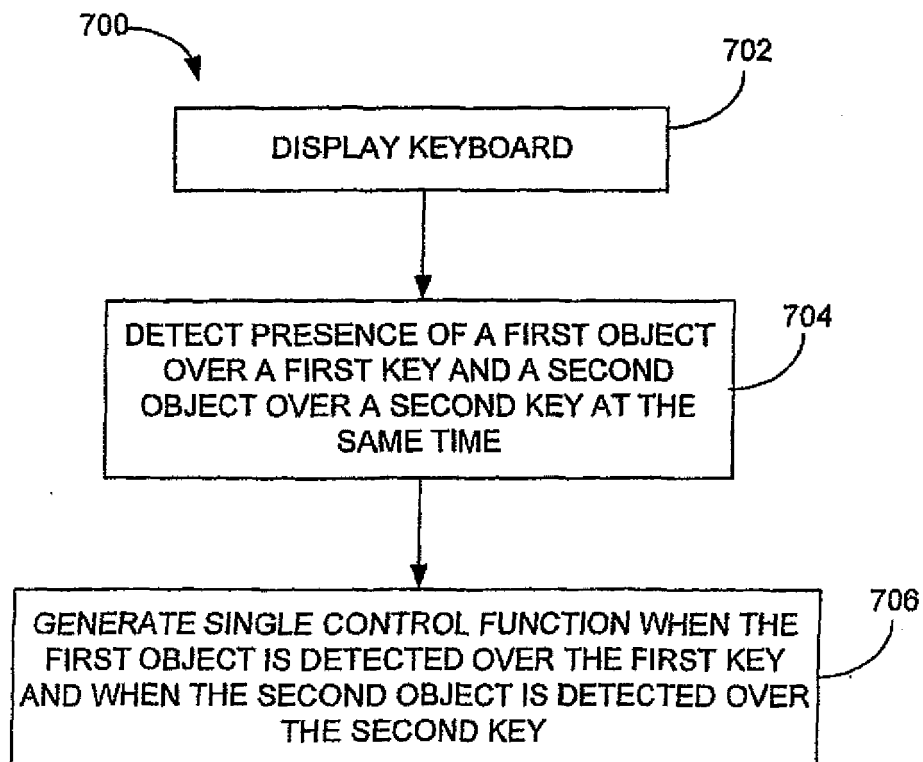 700
702
DISPLAY KEYBOARD
704
DETECT PRESENCE OF A FIRST OBJECT
OVER A FIRST KEY AND A SECOND
OBJECT OVER A SECOND KEY AT THE
SAME TIME
706
GENERATE SINGLE CONTROL FUNCTION WHEN THE
FIRST OBJECT IS DETECTED OVER THE FIRST KEY
AND WHEN THE SECOND OBJECT IS DETECTED OVER
THE SECOND KEY